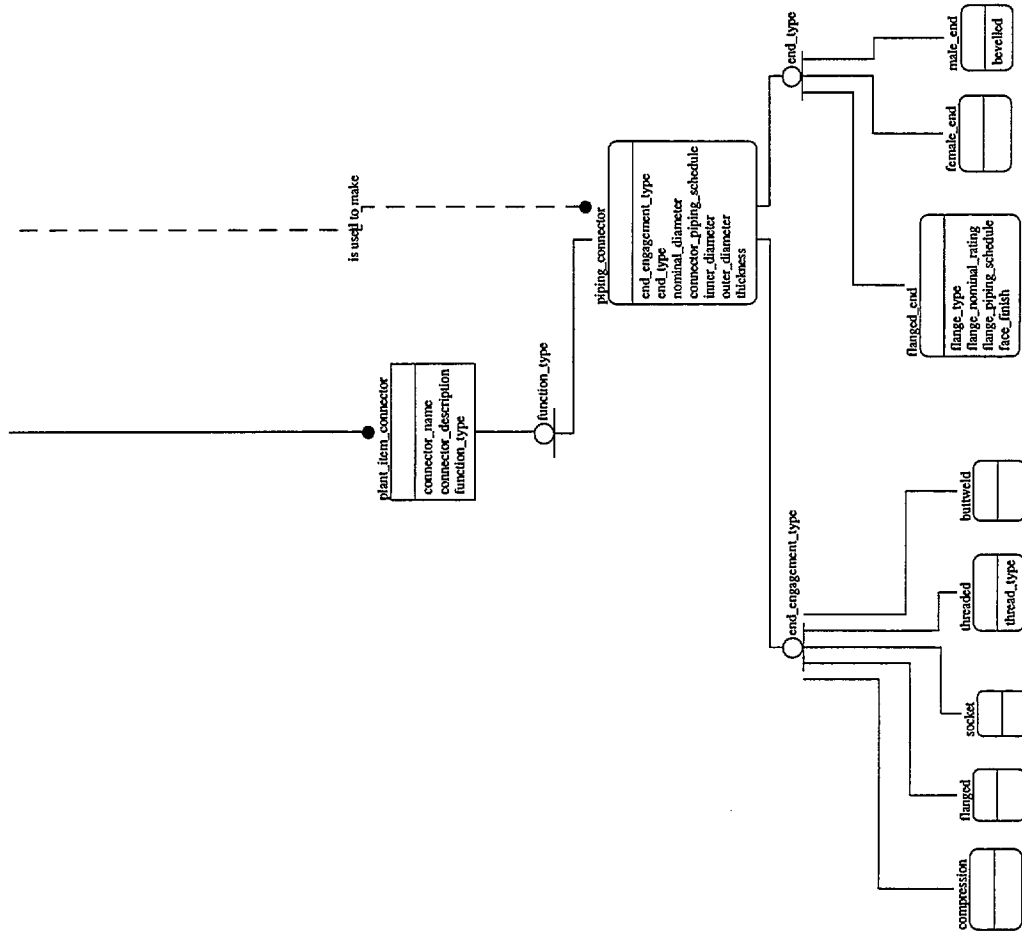 is used to make
plant_item_connector
connector_name
connector_description
function_type
function_type
piping_connector
end_engagement_type
end_type
nominal_diameter
connector_piping_schedule
inner_diameter
outer_diameter
thickness
end_engagement_type
end_type
compression
flanged
socket
threaded
thread_type
buttweld
flanged_end
flange_type
flange_nominal_rating
flange_piping_schedule
face_finish
female_end
male_end
bevelled